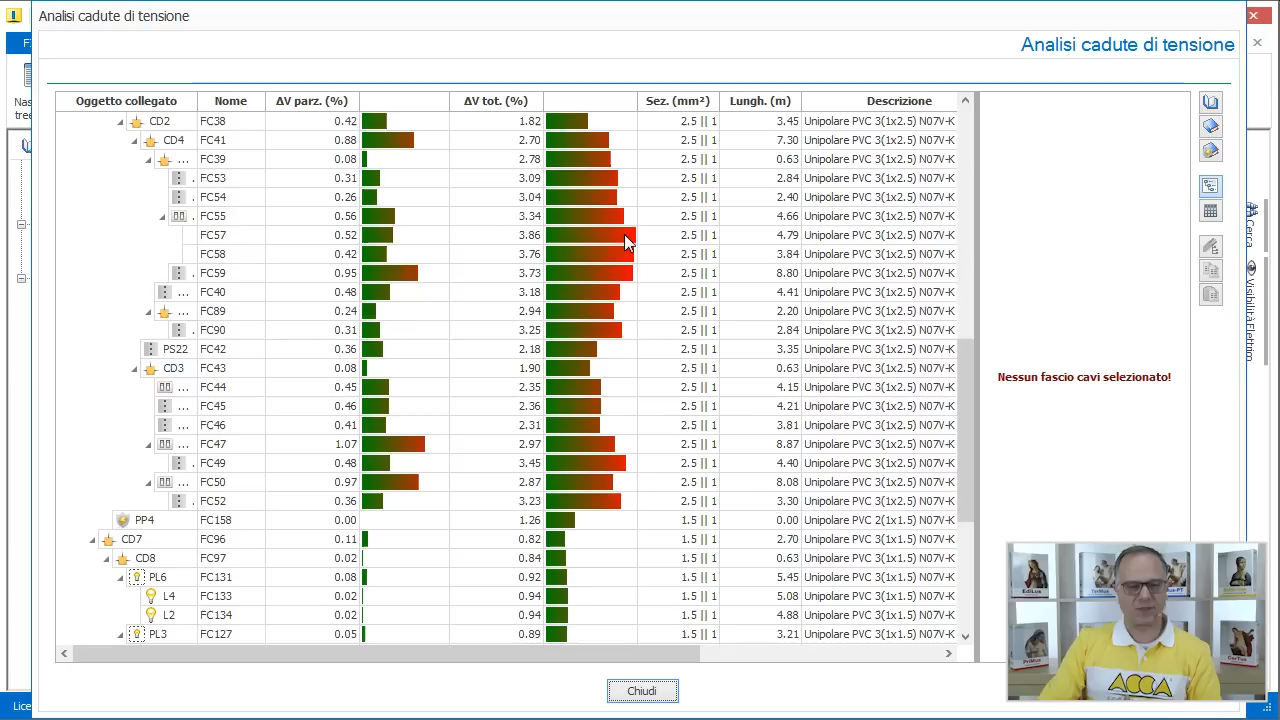 Analisi cadute di tensione
Analisi cadute di tensione
Oggetto collegato Nome ΔV parz. (%) ΔV tot. (%) Sez. (mm²) Lungh. (m) Descrizione
CD2 FC38 0.42 1.82 2.5 || 1 3.45 Unipolare PVC 3(1x2.5) N07V-K
CD4 FC41 0.88 2.70 2.5 || 1 7.30 Unipolare PVC 3(1x2.5) N07V-K
... FC39 0.08 2.78 2.5 || 1 0.63 Unipolare PVC 3(1x2.5) N07V-K
. FC53 0.31 3.09 2.5 || 1 2.84 Unipolare PVC 3(1x2.5) N07V-K
. FC54 0.26 3.04 2.5 || 1 2.40 Unipolare PVC 3(1x2.5) N07V-K
. FC55 0.56 3.34 2.5 || 1 4.66 Unipolare PVC 3(1x2.5) N07V-K
FC57 0.52 3.86 2.5 || 1 4.79 Unipolare PVC 3(1x2.5) N07V-K
FC58 0.42 3.76 2.5 || 1 3.84 Unipolare PVC 3(1x2.5) N07V-K
. FC59 0.95 3.73 2.5 || 1 8.80 Unipolare PVC 3(1x2.5) N07V-K
... FC40 0.48 3.18 2.5 || 1 4.41 Unipolare PVC 3(1x2.5) N07V-K
... FC89 0.24 2.94 2.5 || 1 2.20 Unipolare PVC 3(1x2.5) N07V-K
. FC90 0.31 3.25 2.5 || 1 2.84 Unipolare PVC 3(1x2.5) N07V-K
PS22 FC42 0.36 2.18 2.5 || 1 3.35 Unipolare PVC 3(1x2.5) N07V-K
CD3 FC43 0.08 1.90 2.5 || 1 0.63 Unipolare PVC 3(1x2.5) N07V-K
... FC44 0.45 2.35 2.5 || 1 4.15 Unipolare PVC 3(1x2.5) N07V-K
... FC45 0.46 2.36 2.5 || 1 4.21 Unipolare PVC 3(1x2.5) N07V-K
... FC46 0.41 2.31 2.5 || 1 3.81 Unipolare PVC 3(1x2.5) N07V-K
... FC47 1.07 2.97 2.5 || 1 8.87 Unipolare PVC 3(1x2.5) N07V-K
. FC49 0.48 3.45 2.5 || 1 4.40 Unipolare PVC 3(1x2.5) N07V-K
... FC50 0.97 2.87 2.5 || 1 8.08 Unipolare PVC 3(1x2.5) N07V-K
. FC52 0.36 3.23 2.5 || 1 3.30 Unipolare PVC 3(1x2.5) N07V-K
PP4 FC158 0.00 1.26 1.5 || 1 0.00 Unipolare PVC 2(1x1.5) N07V-K
CD7 FC96 0.11 0.82 1.5 || 1 2.70 Unipolare PVC 3(1x1.5) N07V-K
CD8 FC97 0.02 0.84 1.5 || 1 0.63 Unipolare PVC 3(1x1.5) N07V-K
PL6 FC131 0.08 0.92 1.5 || 1 5.45 Unipolare PVC 3(1x1.5) N07V-K
L4 FC133 0.02 0.94 1.5 || 1 5.08 Unipolare PVC 3(1x1.5) N07V-K
L2 FC134 0.02 0.94 1.5 || 1 4.88 Unipolare PVC 3(1x1.5) N07V-K
PL3 FC127 0.05 0.89 1.5 || 1 3.21 Unipolare PVC 3(1x1.5) N07V-K
Nessun fascio cavi selezionato!
Chiudi
Nas
tree
Lice
Cerca
Visibilità
EdiLus
PriMus
CerTus
ACCA